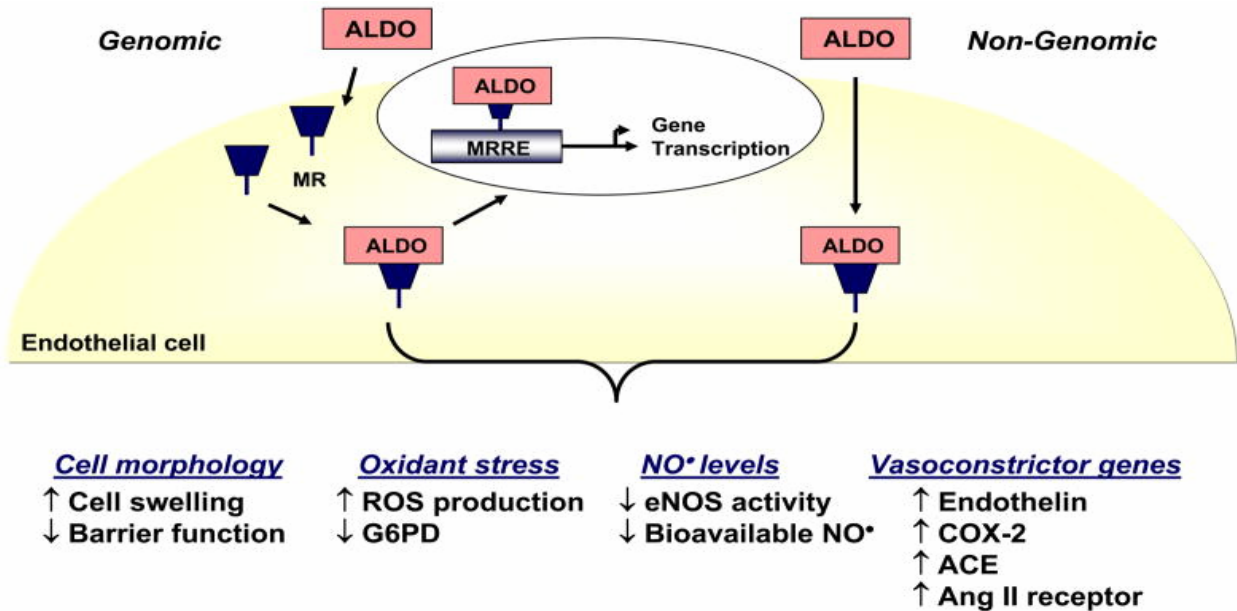 Genomic
ALDO
ALDO
Non-Genomic
ALDO
MRRE
Gene
Transcription
MR
ALDO
ALDO
Endothelial cell
Cell morphology
↑ Cell swelling
↓ Barrier function
Oxidant stress
↑ ROS production
↓ G6PD
NO• levels
↓ eNOS activity
↓ Bioavailable NO•
Vasoconstrictor genes
↑ Endothelin
↑ COX-2
↑ ACE
↑ Ang II receptor